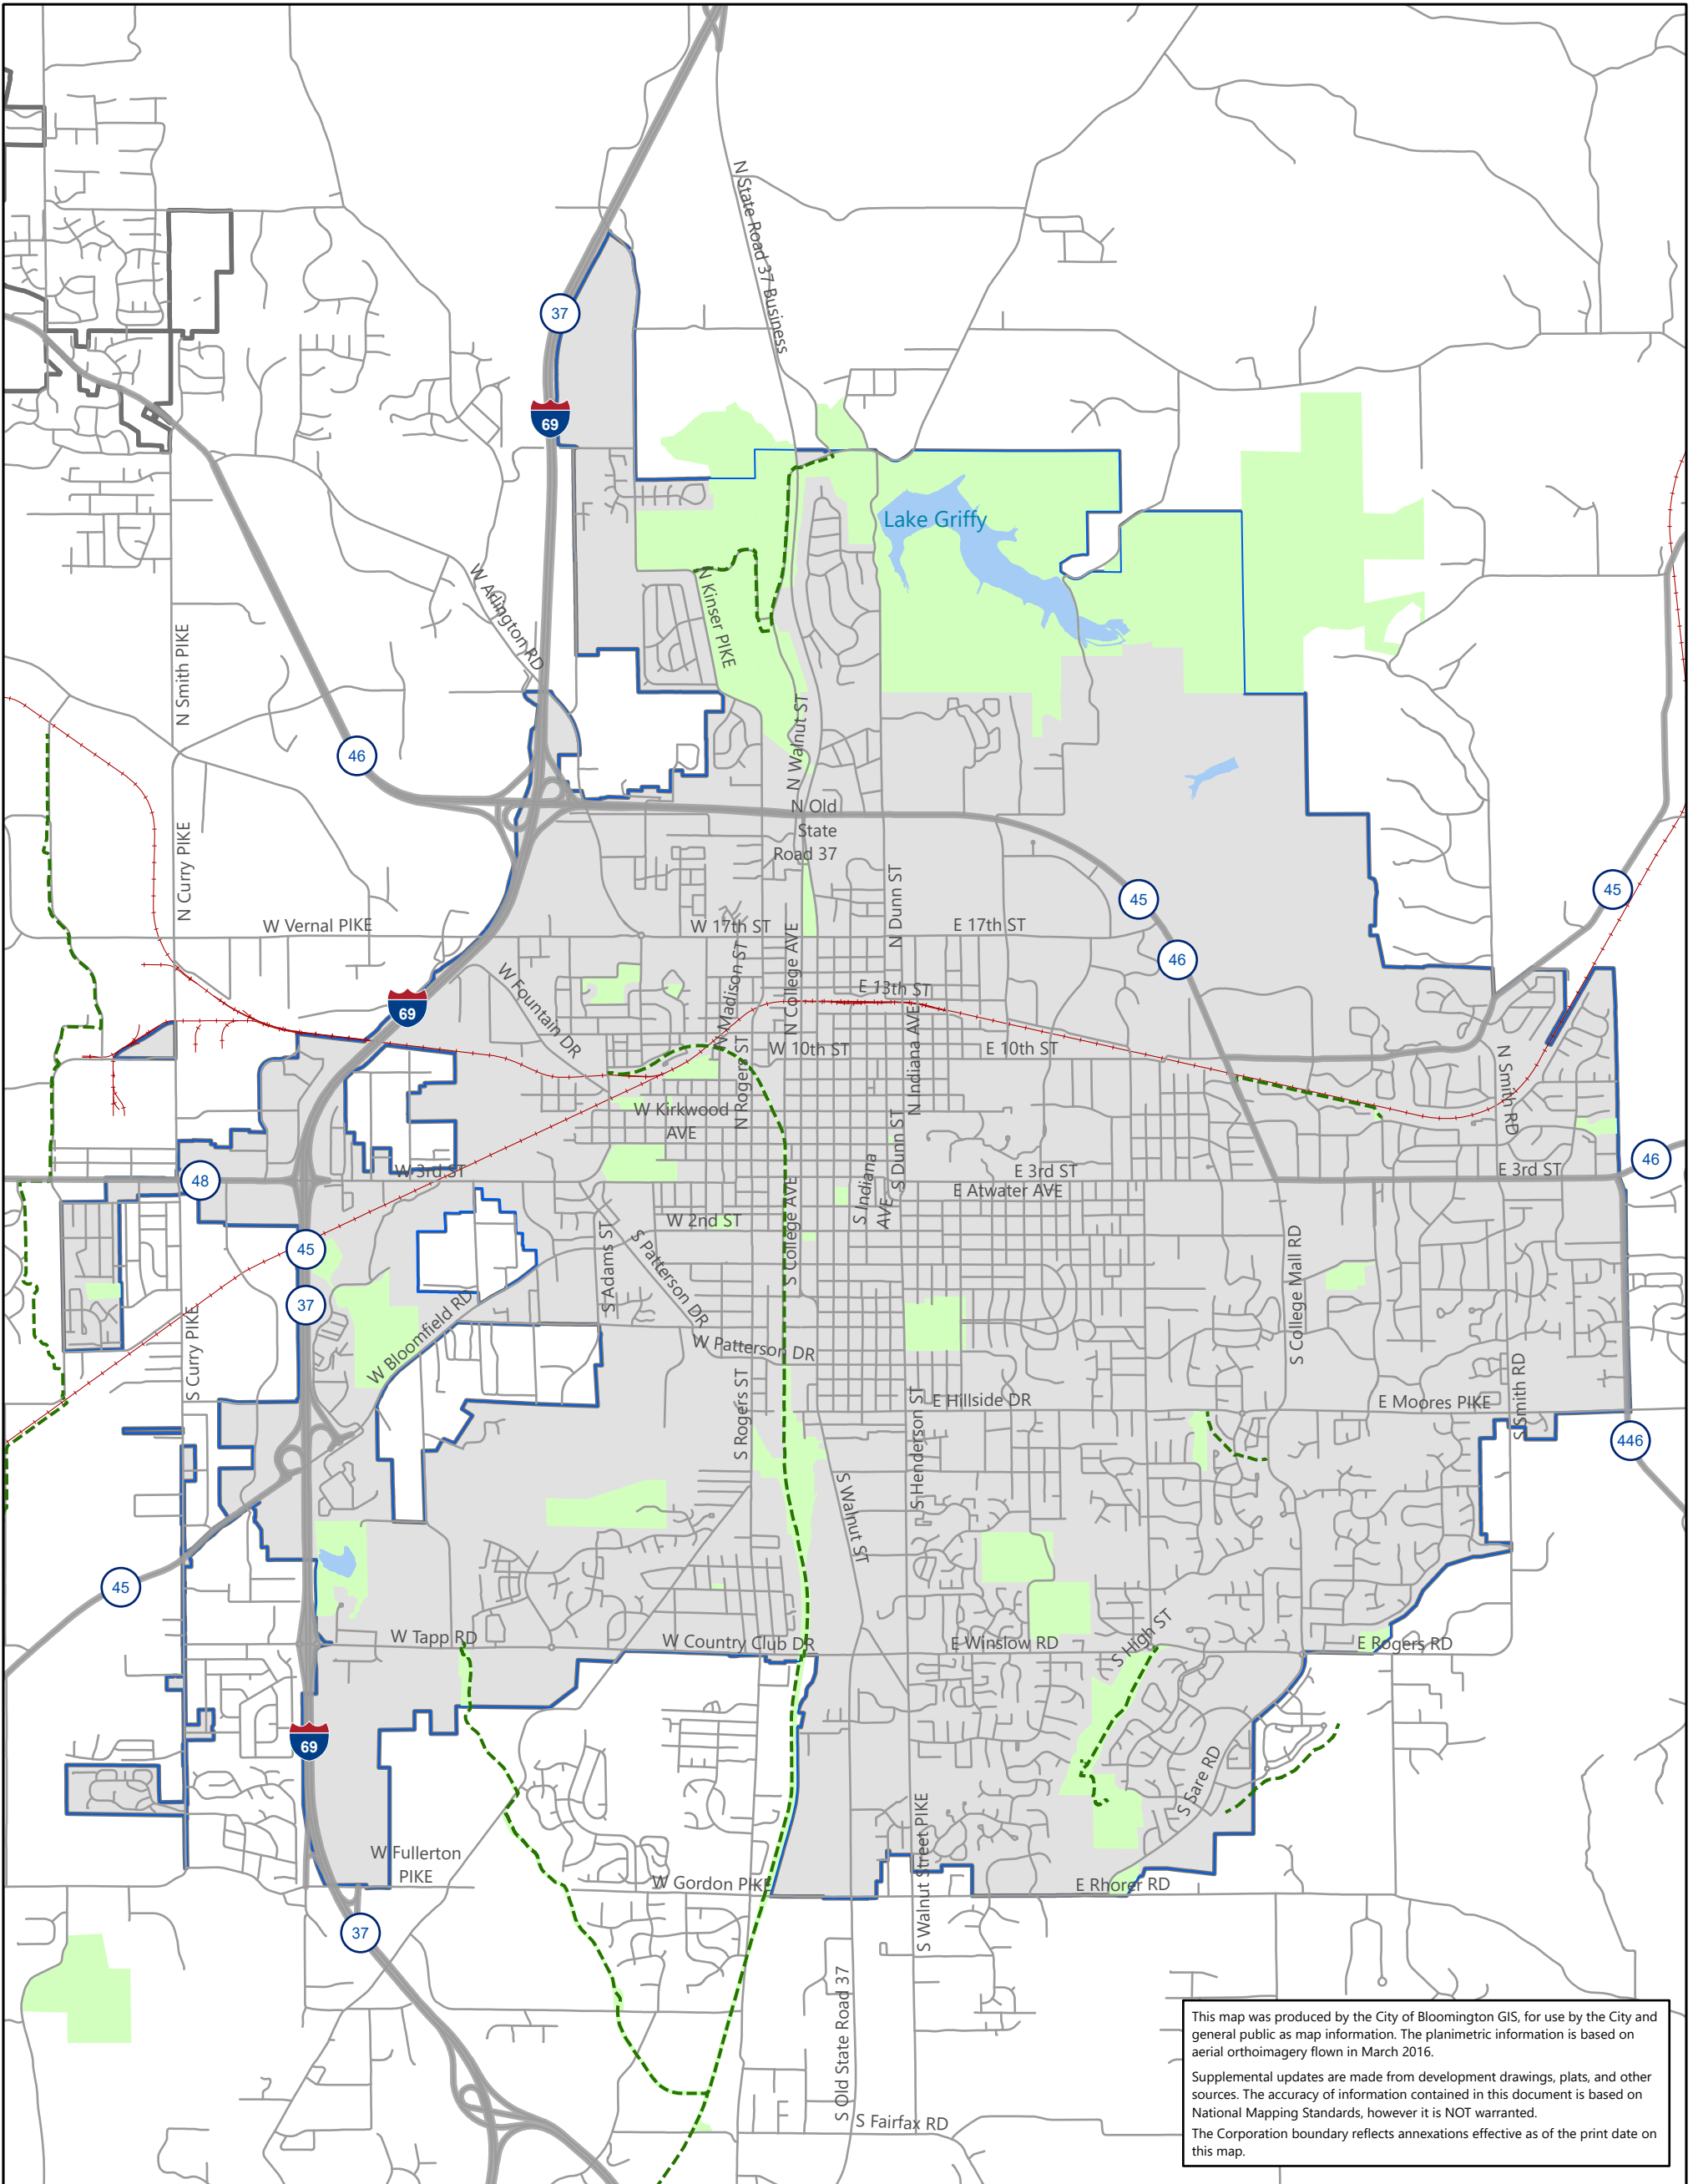 N State Road 37 Business
37
69
Lake Griffy
W Arlington RD
N Kinser PIKE
N Smith PIKE
N Walnut ST
46
N Old
State
Road 37
N Curry PIKE
45
45
N Dunn ST
W Vernal PIKE
W 17th ST
E 17th ST
46
N College AVE
N Madison ST
W Fountain DR
E 13th ST
69
N Indiana AVE
W 10th ST
E 10th ST
N Rogers ST
N Smith RD
W Kirkwood
AVE
S Dunn ST
46
48
W 3rd ST
E 3rd ST
E 3rd ST
E Atwater AVE
S Indiana
AVE
W 2nd ST
S College AVE
S Adams ST
S Patterson DR
45
S College Mall RD
37
W Bloomfield RD
S Curry PIKE
W Patterson DR
S Rogers ST
E Hillside DR
E Moores PIKE
S Smith RD
S Henderson ST
446
S Walnut ST
45
W Tapp RD
W Country Club DR
E Winslow RD
S High ST
E Rogers RD
69
S Sare RD
S Walnut Street PIKE
W Fullerton
PIKE
W Gordon PIKE
E Rhorer RD
37
S Old State Road 37
S Fairfax RD
This map was produced by the City of Bloomington GIS, for use by the City and
general public as map information. The planimetric information is based on
aerial orthoimagery flown in March 2016.
Supplemental updates are made from development drawings, plats, and other
sources. The accuracy of information contained in this document is based on
National Mapping Standards, however it is NOT warranted.
The Corporation boundary reflects annexations effective as of the print date on
this map.